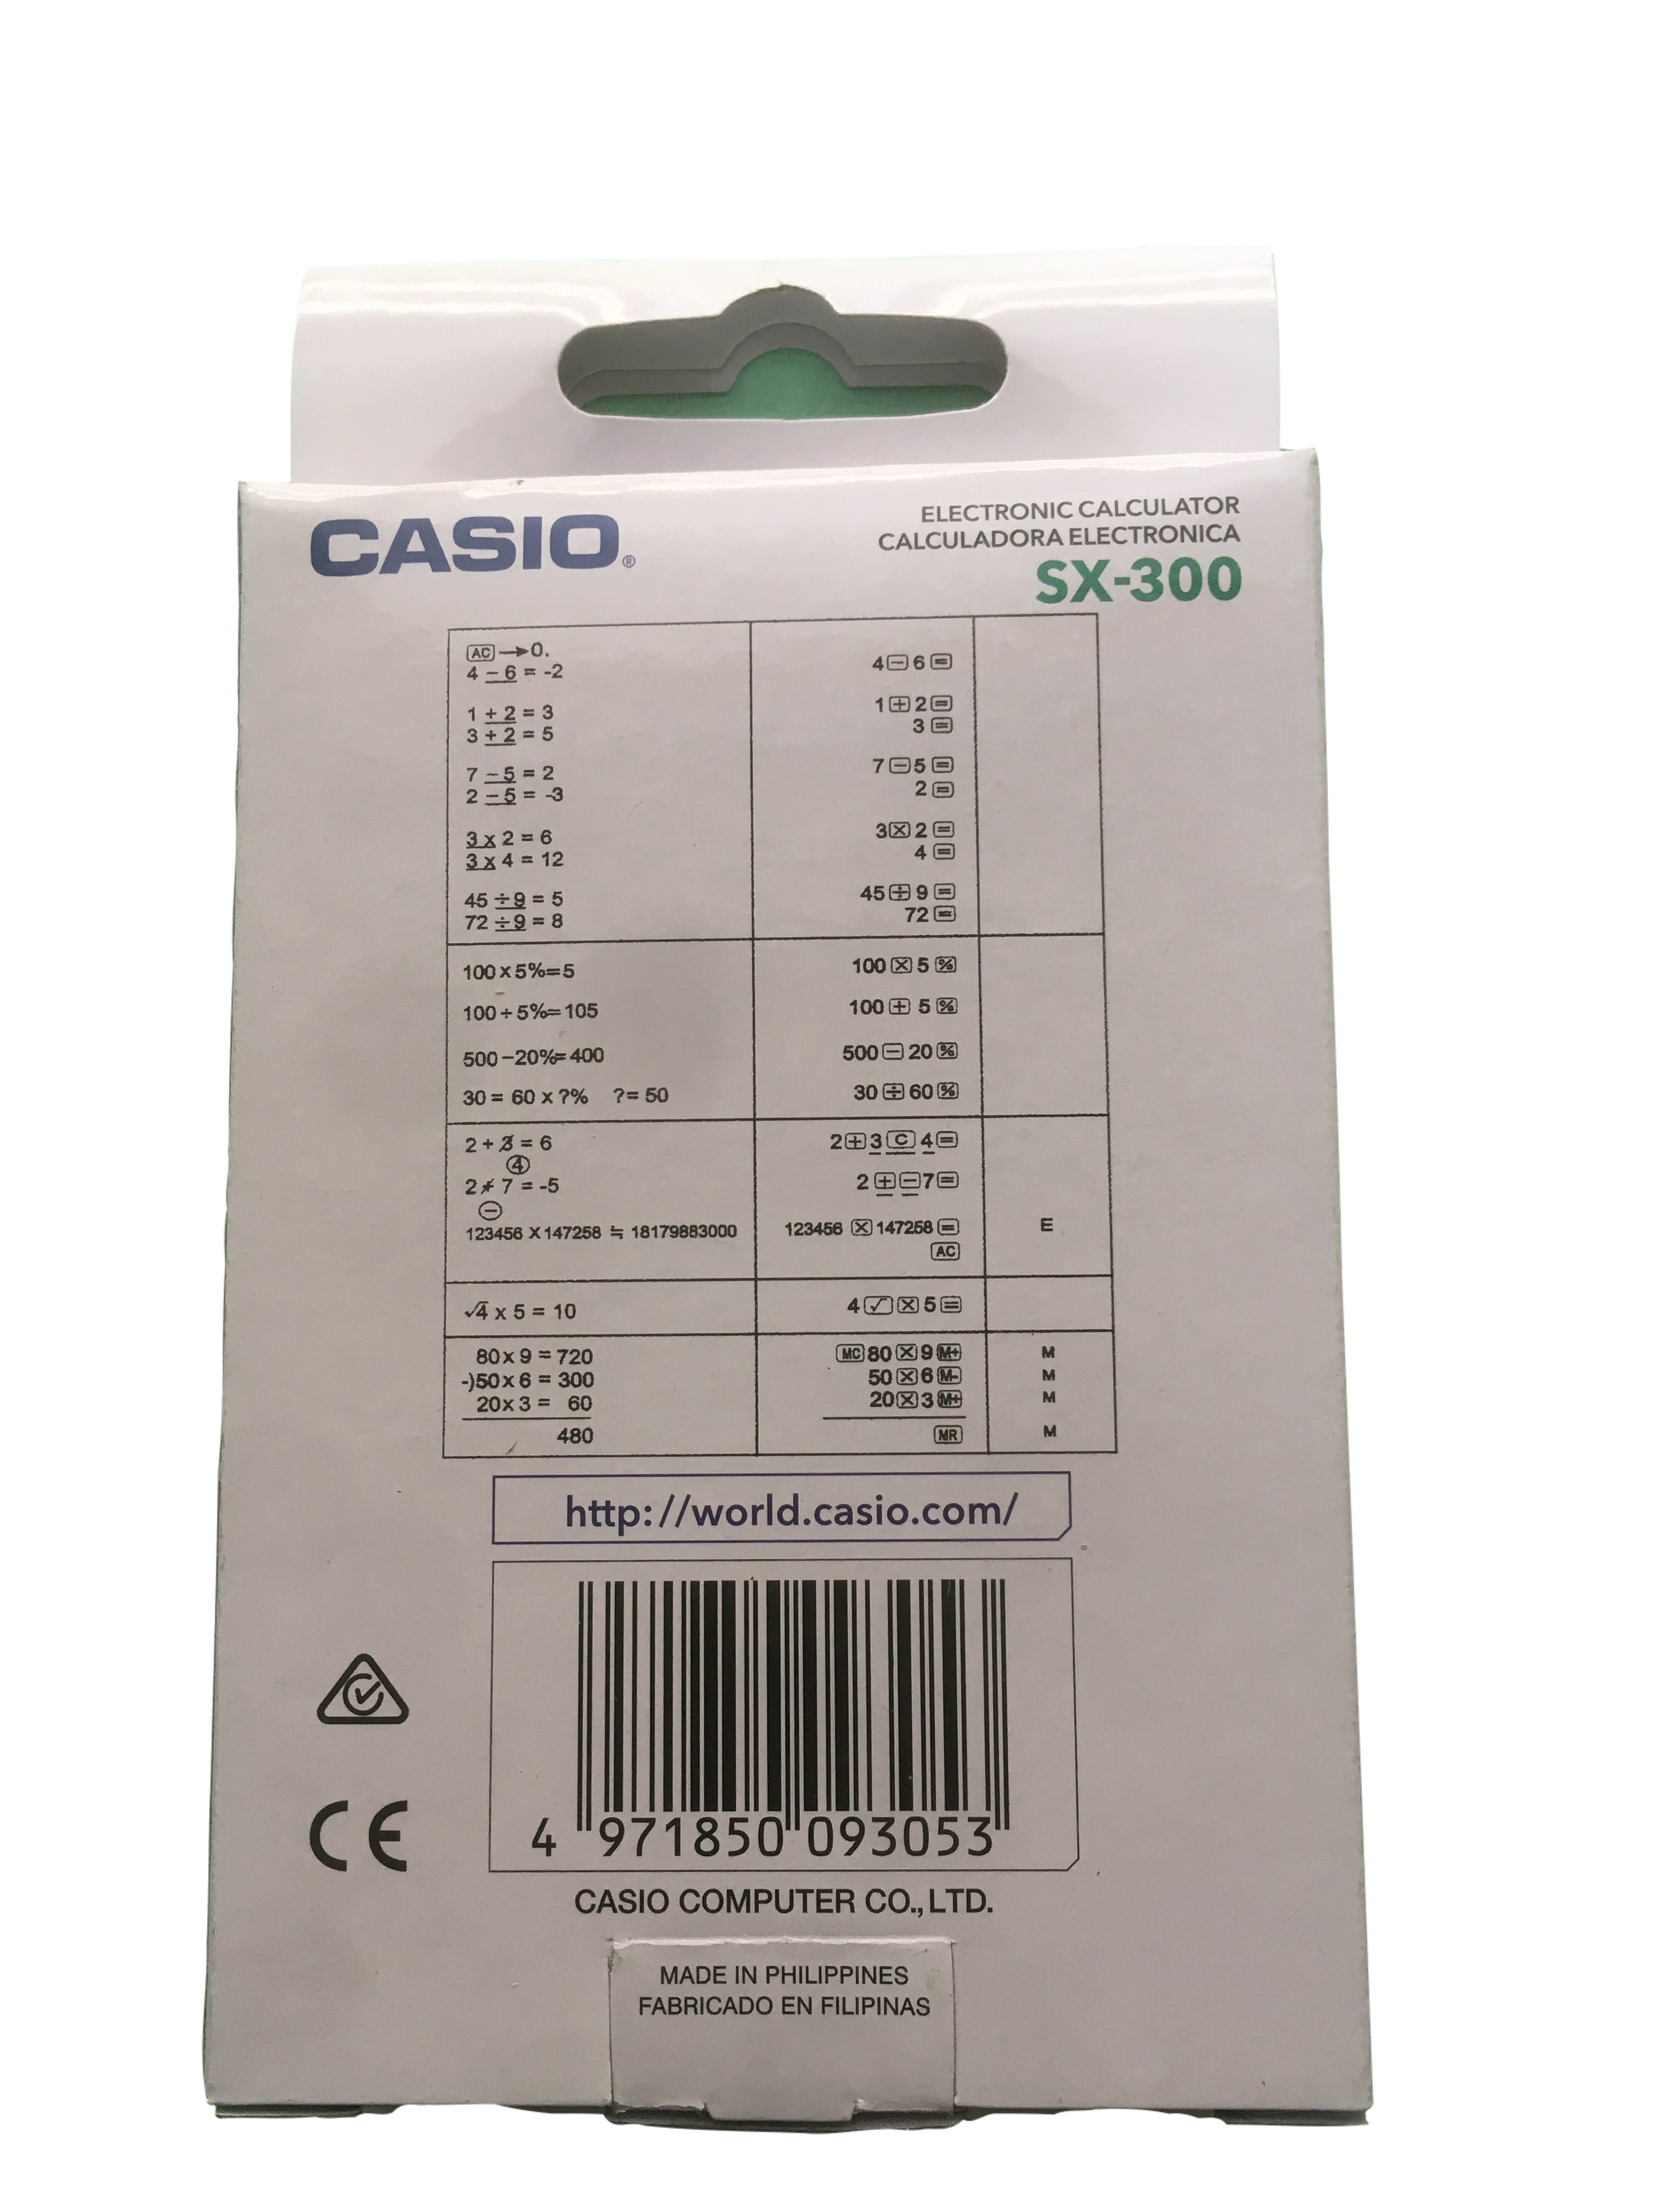 CASIO®
ELECTRONIC CALCULATOR
CALCULADORA ELECTRONICA
SX-300
AC→0.
4 − 6 = -2 4 − 6 =
1 + 2 = 3 1 + 2 =
3 + 2 = 5 3 =
7 − 5 = 2 7 − 5 =
2 − 5 = -3 2 =
3 x 2 = 6 3 × 2 =
3 x 4 = 12 4 =
45 ÷ 9 = 5 45 ÷ 9 =
72 ÷ 9 = 8 72 =
100 x 5%=5 100 × 5 %
100 + 5%=105 100 + 5 %
500−20%=400 500 − 20 %
30 = 60 x ?% ?= 50 30 ÷ 60 %
2 + 3 = 6 2 + 3 C 4 =
4
2 + 7 = -5 2 + − 7 =
−
123456 X 147258 ≒ 18179883000 123456 × 147258 = E
AC
√4 x 5 = 10 4 √ × 5 =
80 x 9 = 720 MC 80 × 9 M+ M
-)50 x 6 = 300 50 × 6 M- M
20 x 3 = 60 20 × 3 M+ M
480 MR M
http://world.casio.com/
4 971850 093053
CE
CASIO COMPUTER CO.,LTD.
MADE IN PHILIPPINES
FABRICADO EN FILIPINAS